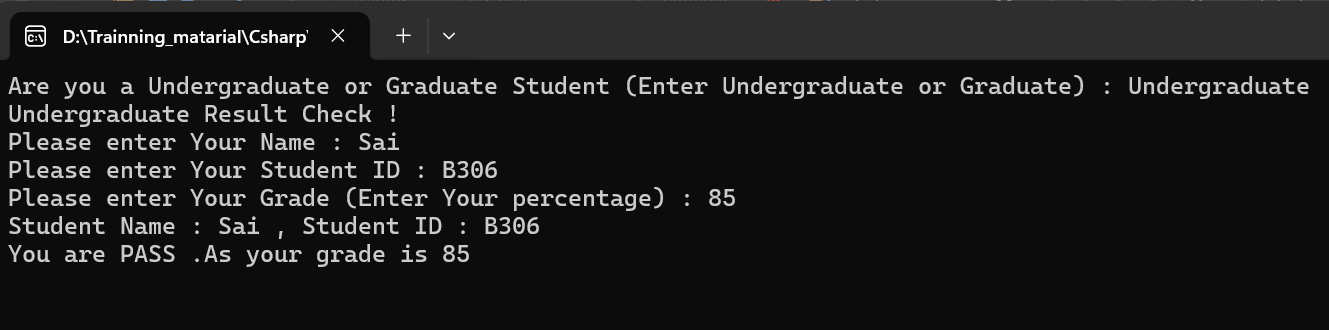 D:\Trainning_matarial\Csharp\
Are you a Undergraduate or Graduate Student (Enter Undergraduate or Graduate) : Undergraduate
Undergraduate Result Check !
Please enter Your Name : Sai
Please enter Your Student ID : B306
Please enter Your Grade (Enter Your percentage) : 85
Student Name : Sai , Student ID : B306
You are PASS .As your grade is 85